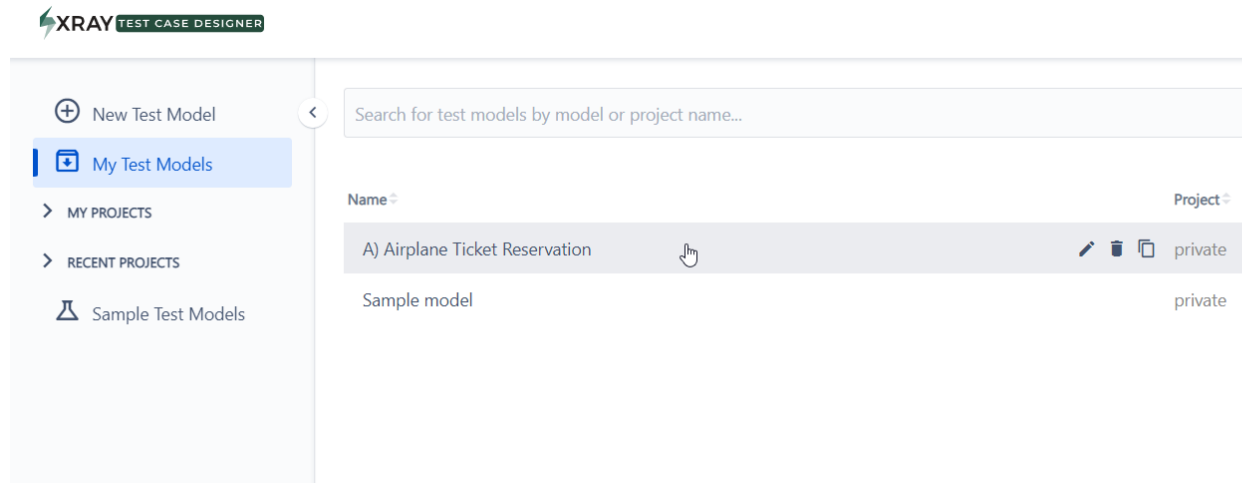 XRAY TEST CASE DESIGNER
New Test Model
My Test Models
MY PROJECTS
RECENT PROJECTS
Sample Test Models
Search for test models by model or project name...
Name Project
A) Airplane Ticket Reservation private
Sample model private